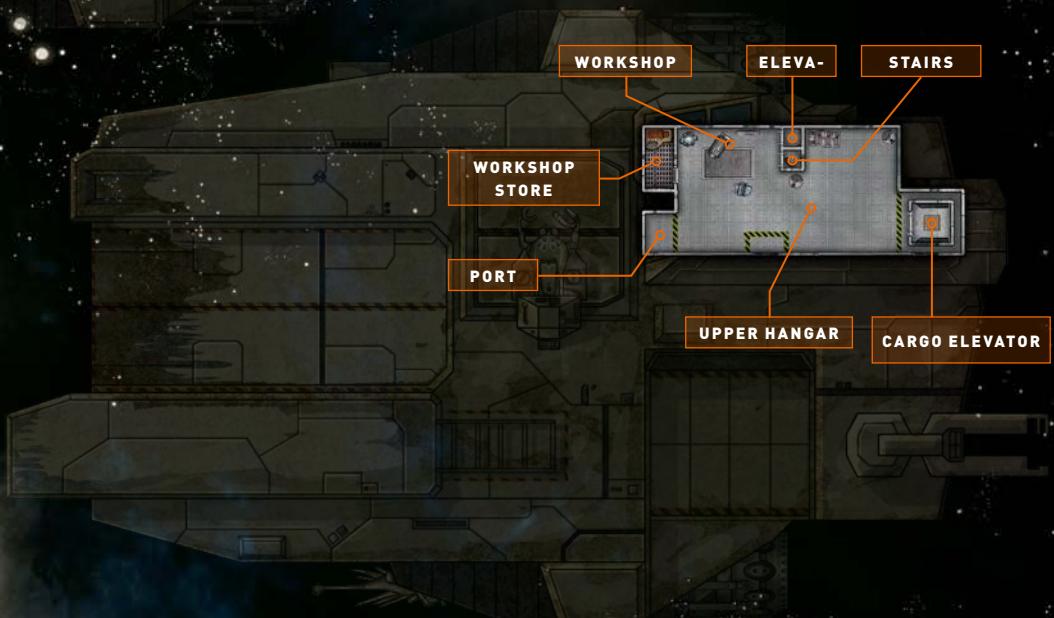 WORKSHOP
ELEVA-
STAIRS
WORKSHOP
STORE
PORT
UPPER HANGAR
CARGO ELEVATOR